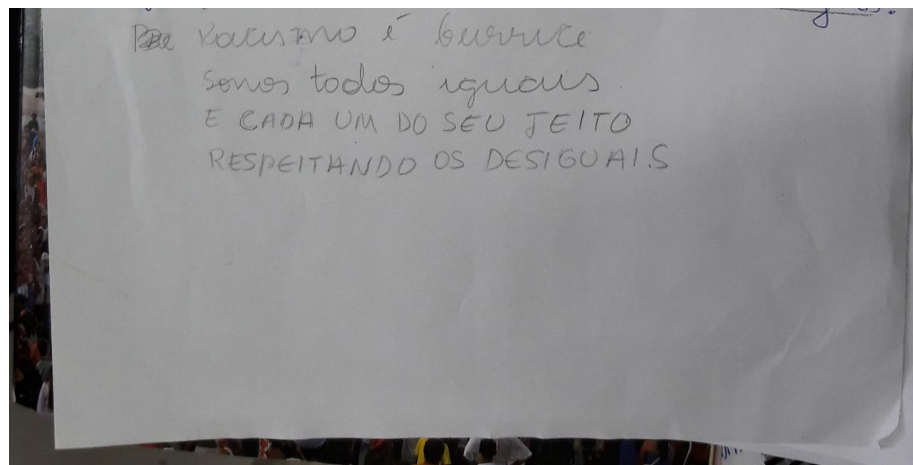 Racismo é burrice
Somos todos iguais
E CADA UM DO SEU JEITO
RESPEITANDO OS DESIGUAIS